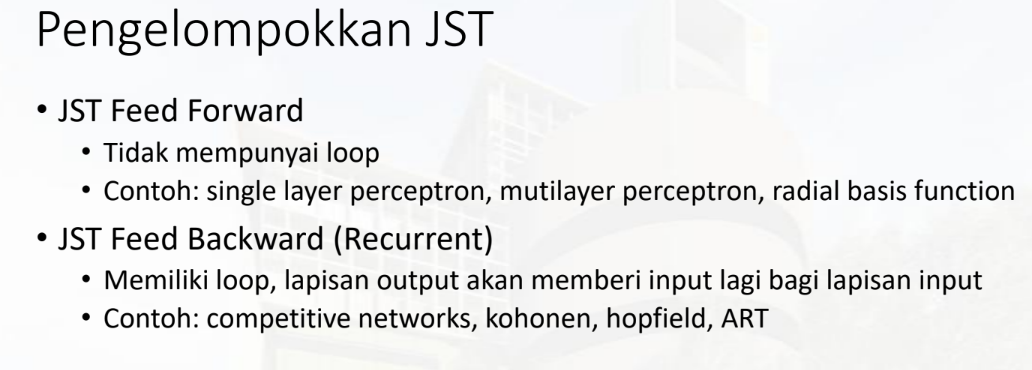 Pengelompokkan JST
• JST Feed Forward
• Tidak mempunyai loop
• Contoh: single layer perceptron, mutilayer perceptron, radial basis function
• JST Feed Backward (Recurrent)
• Memiliki loop, lapisan output akan memberi input lagi bagi lapisan input
• Contoh: competitive networks, kohonen, hopfield, ART